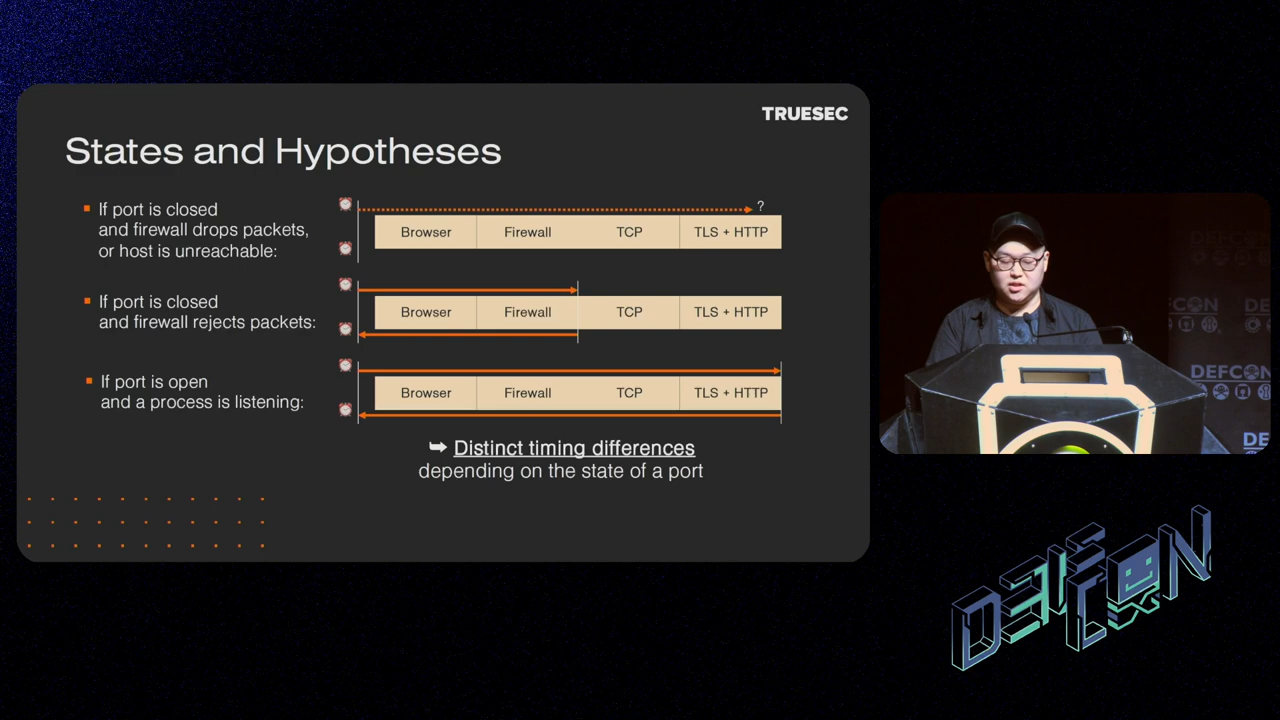 TRUESEC
States and Hypotheses
If port is closed
and firewall drops packets,
or host is unreachable:
?
Browser Firewall TCP TLS + HTTP
If port is closed
and firewall rejects packets:
Browser Firewall TCP TLS + HTTP
If port is open
and a process is listening:
Browser Firewall TCP TLS + HTTP
➥ Distinct timing differences
depending on the state of a port
DEFCON
DEFCON
DE
DEFCON